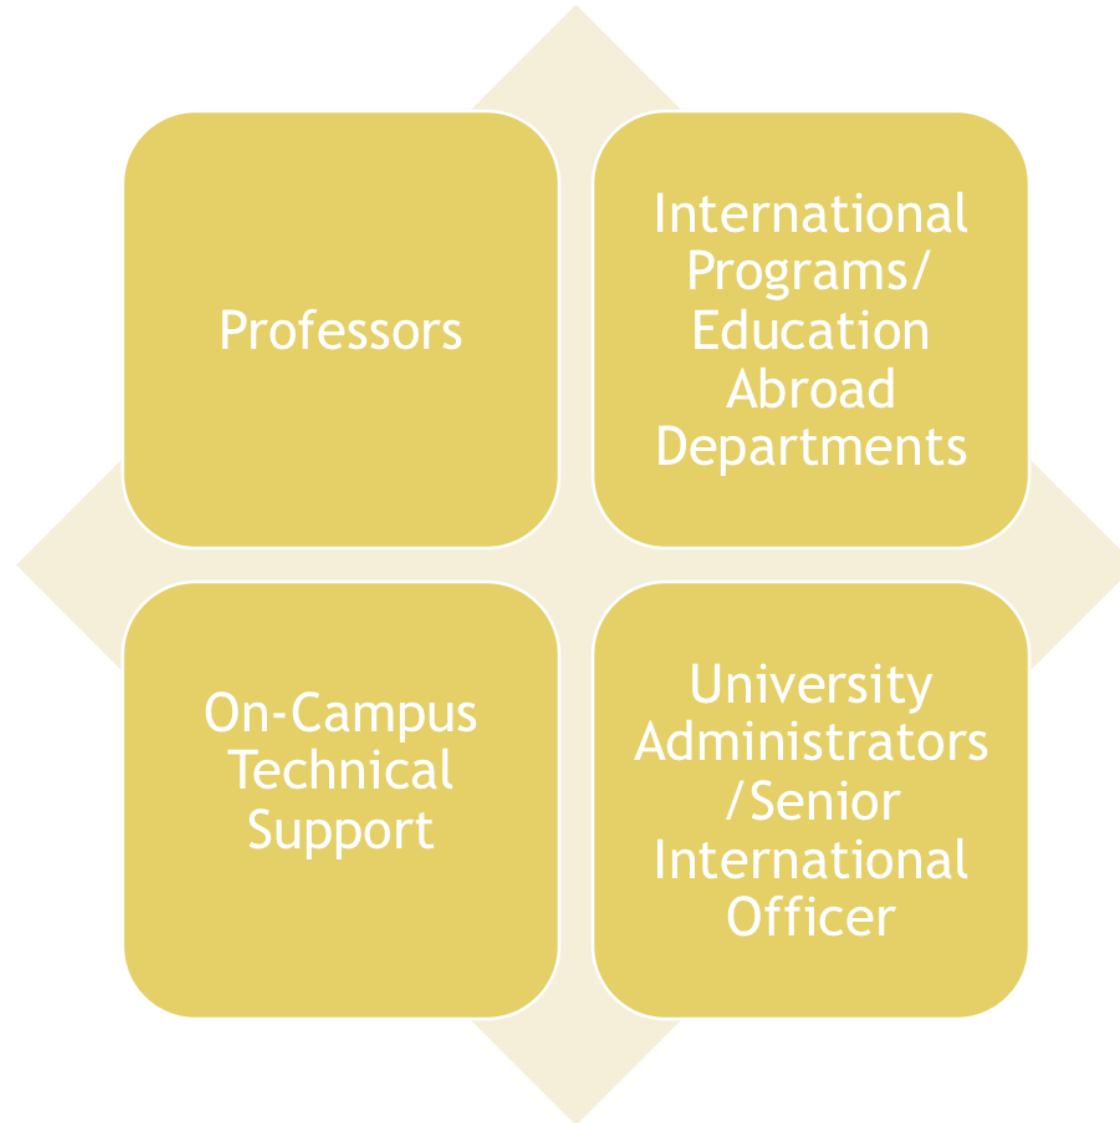 Professors
International
Programs/
Education
Abroad
Departments
On-Campus
Technical
Support
University
Administrators
/Senior
International
Officer